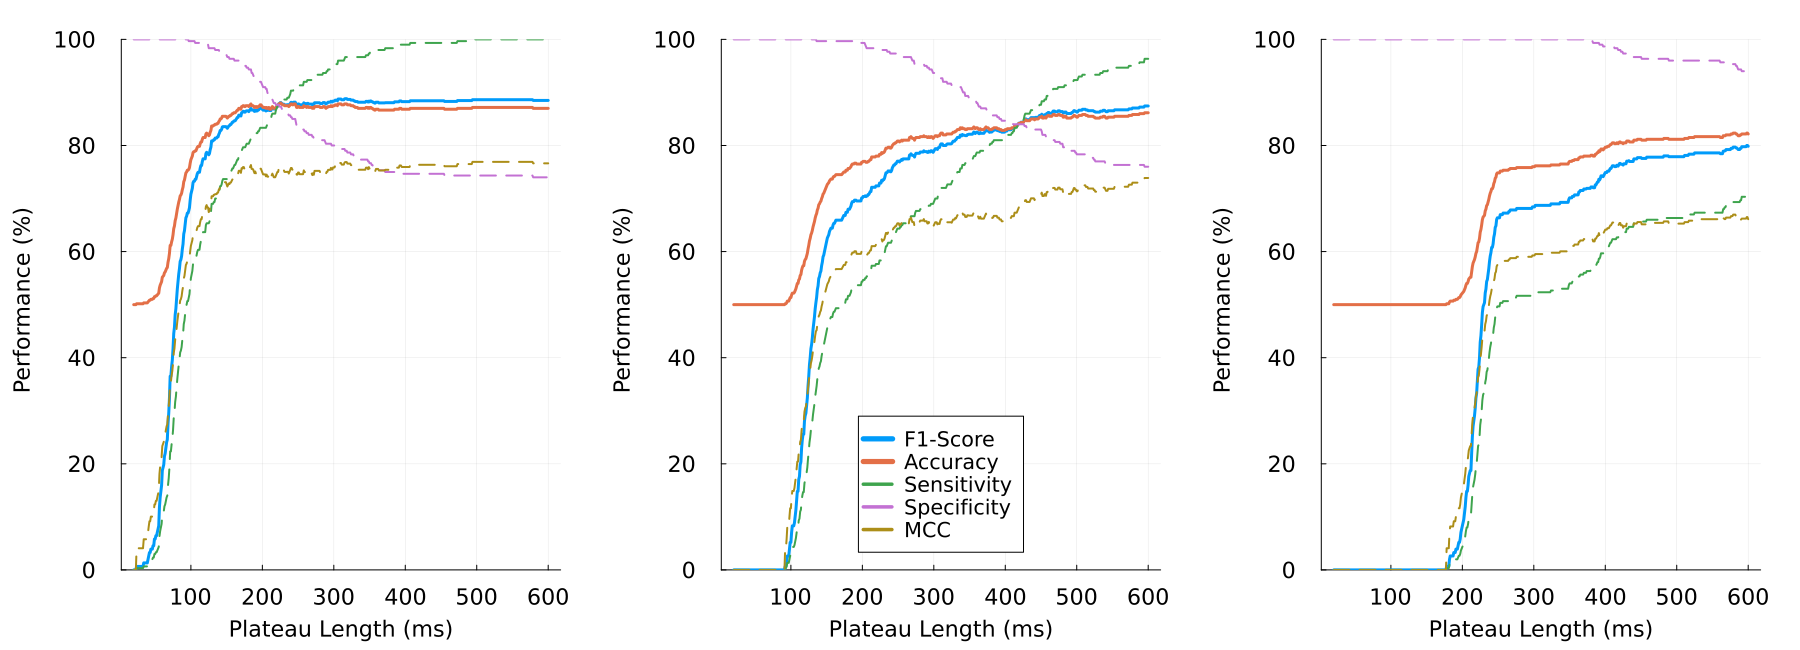 Performance (%)
100
80
60
40
20
0
100 200 300 400 500 600
Plateau Length (ms)
Performance (%)
100
80
60
40
20
0
F1-Score
Accuracy
Sensitivity
Specificity
MCC
100 200 300 400 500 600
Plateau Length (ms)
Performance (%)
100
80
60
40
20
0
100 200 300 400 500 600
Plateau Length (ms)